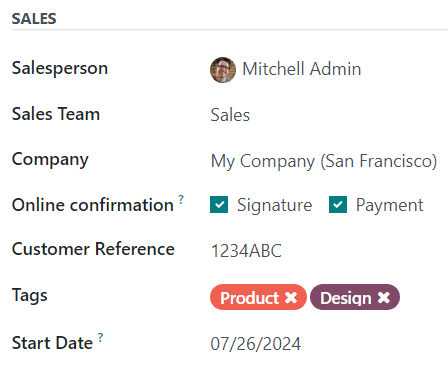 SALES
Salesperson Mitchell Admin
Sales Team Sales
Company My Company (San Francisco)
Online confirmation ? Signature Payment
Customer Reference 1234ABC
Tags Product ✖ Design ✖
Start Date ? 07/26/2024